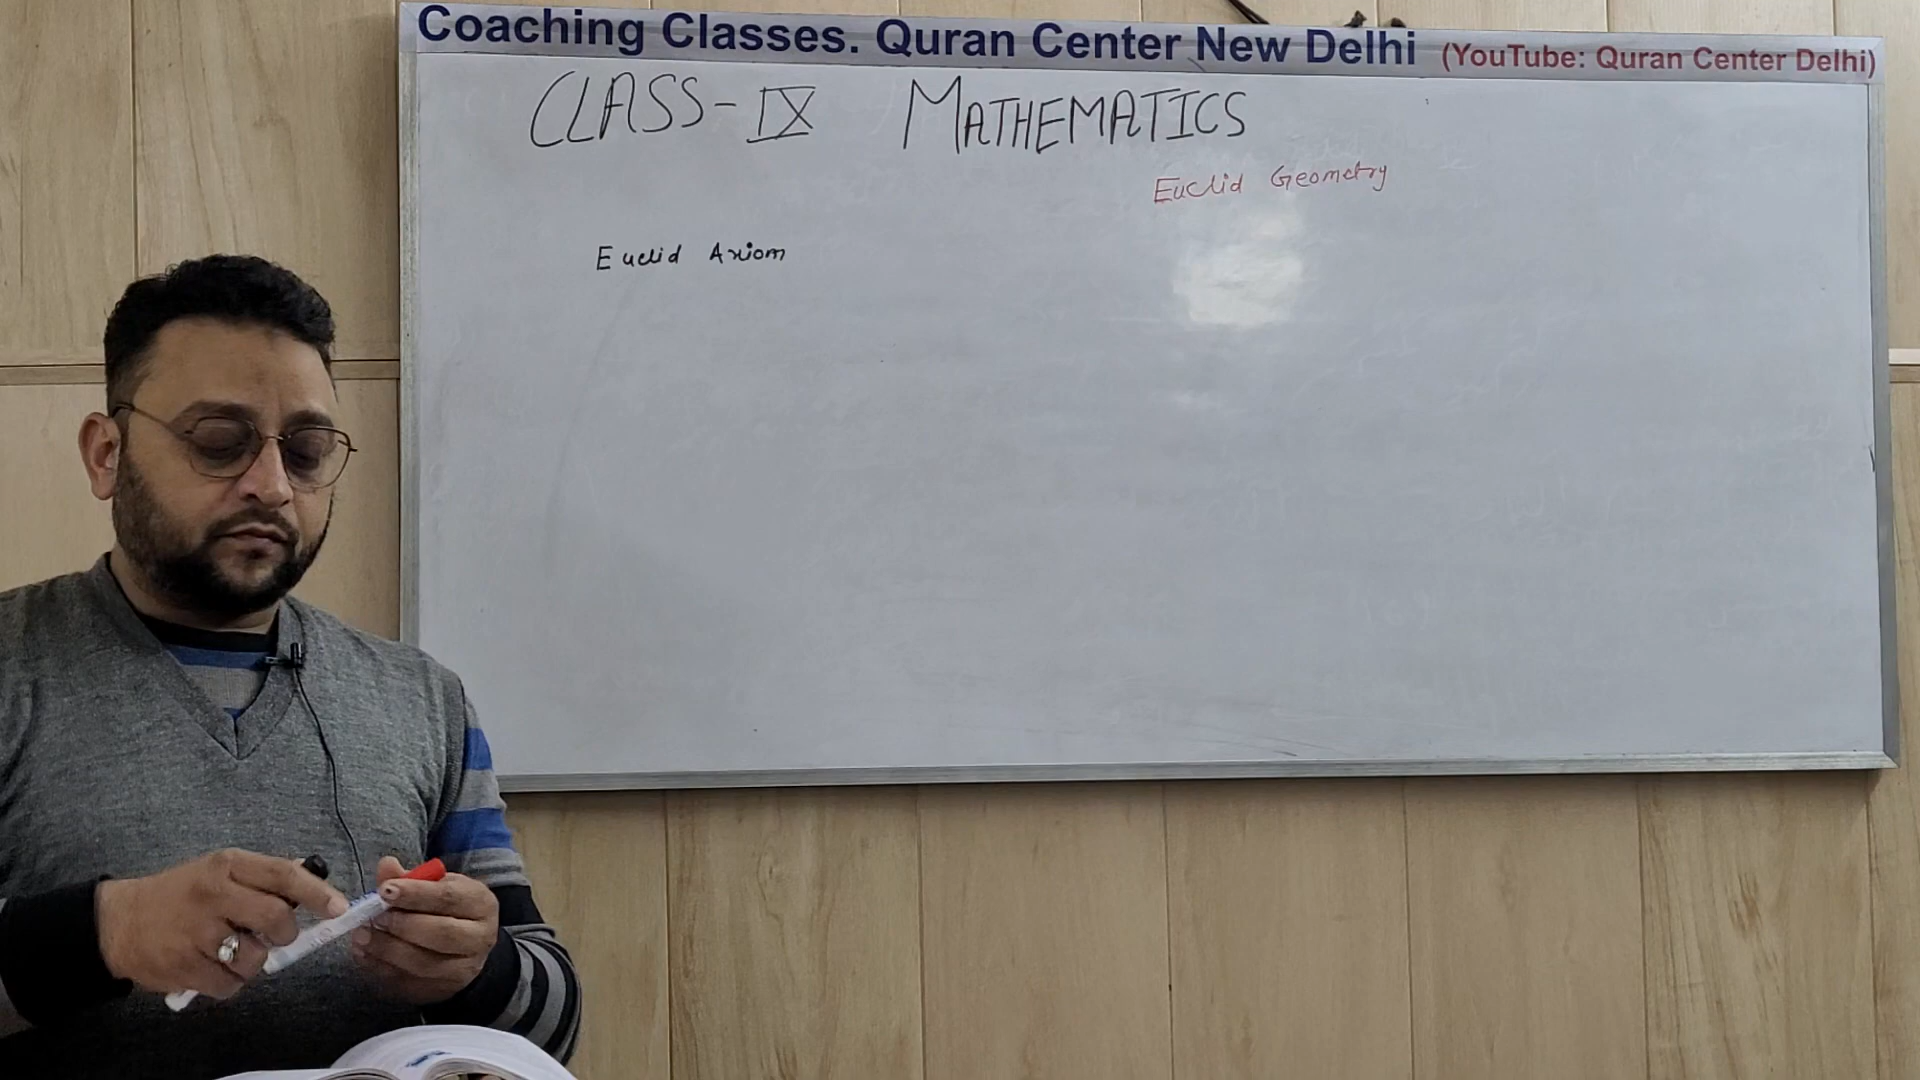 Coaching Classes. Quran Center New Delhi (YouTube: Quran Center Delhi)
CLASS-IX MATHEMATICS
Euclid Geometry
Euclid Axiom